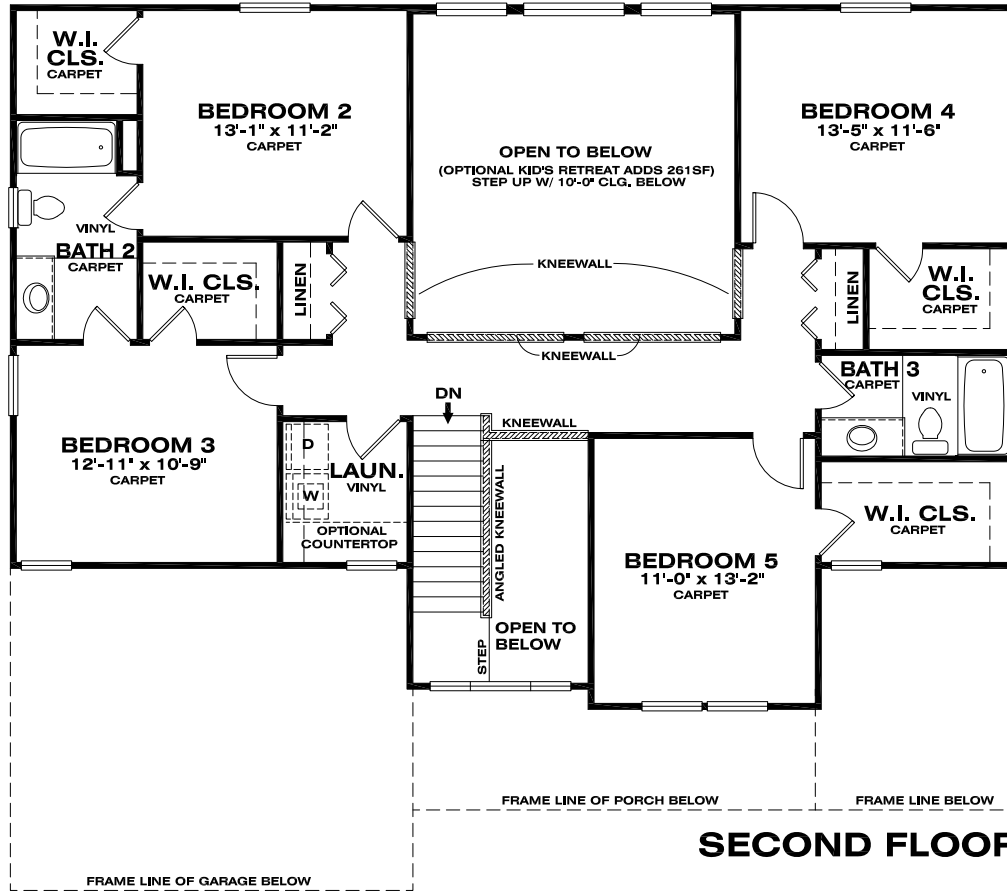 W.I.
CLS.
CARPET
BEDROOM 2
13'-1" x 11'-2"
CARPET
OPEN TO BELOW
(OPTIONAL KID'S RETREAT ADDS 261SF)
STEP UP W/ 10'-0" CLG. BELOW
BEDROOM 4
13'-5" x 11'-6"
CARPET
VINYL
BATH 2
CARPET
W.I. CLS.
CARPET
LINEN
KNEEWALL
LINEN
W.I.
CLS.
CARPET
KNEEWALL
BATH 3
CARPET
VINYL
DN
KNEEWALL
BEDROOM 3
12'-11" x 10'-9"
CARPET
D
W
LAUN.
VINYL
OPTIONAL
COUNTERTOP
ANGLED KNEEWALL
STEP
OPEN TO
BELOW
BEDROOM 5
11'-0" x 13'-2"
CARPET
W.I. CLS.
CARPET
FRAME LINE OF PORCH BELOW
FRAME LINE BELOW
SECOND FLOOR
FRAME LINE OF GARAGE BELOW